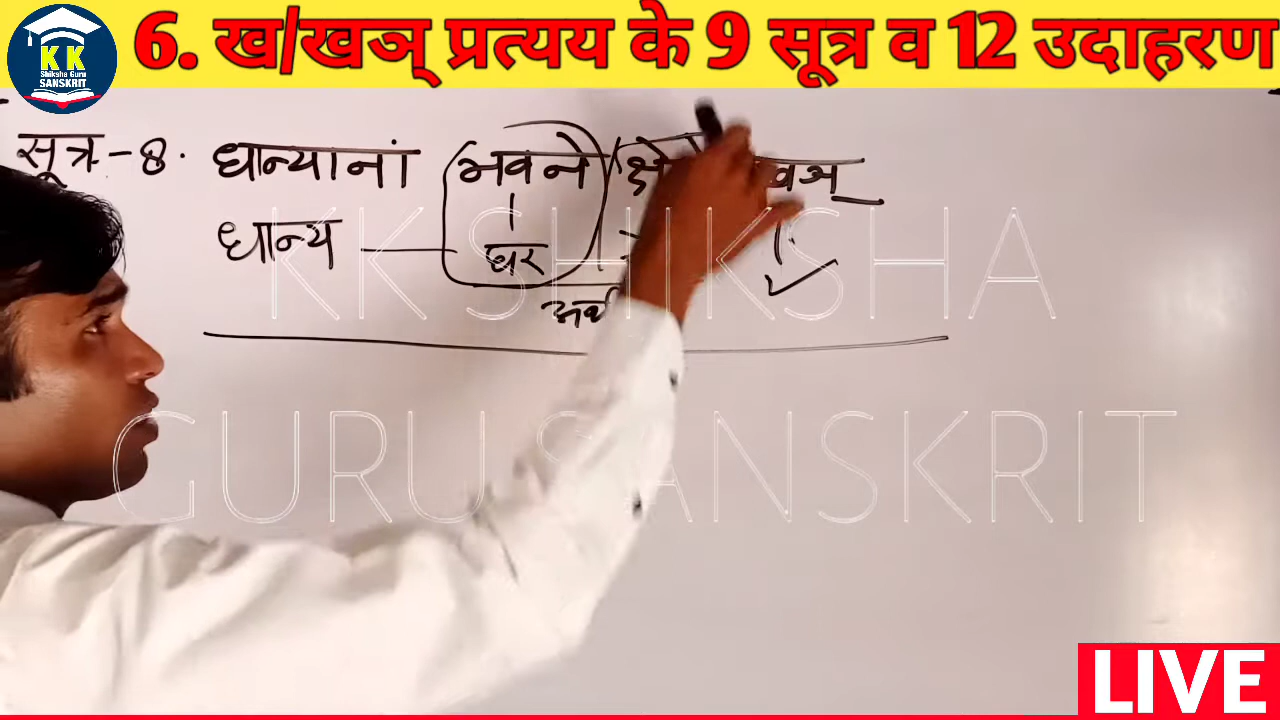 6. ख/खञ् प्रत्यय के 9 सूत्र व 12 उदाहरण
KK
Shiksha Guru
SANSKRIT
सूत्र-8. धान्यानां भवने
धान्य घर
KK SHIKSHA
GURU SANSKRIT
LIVE